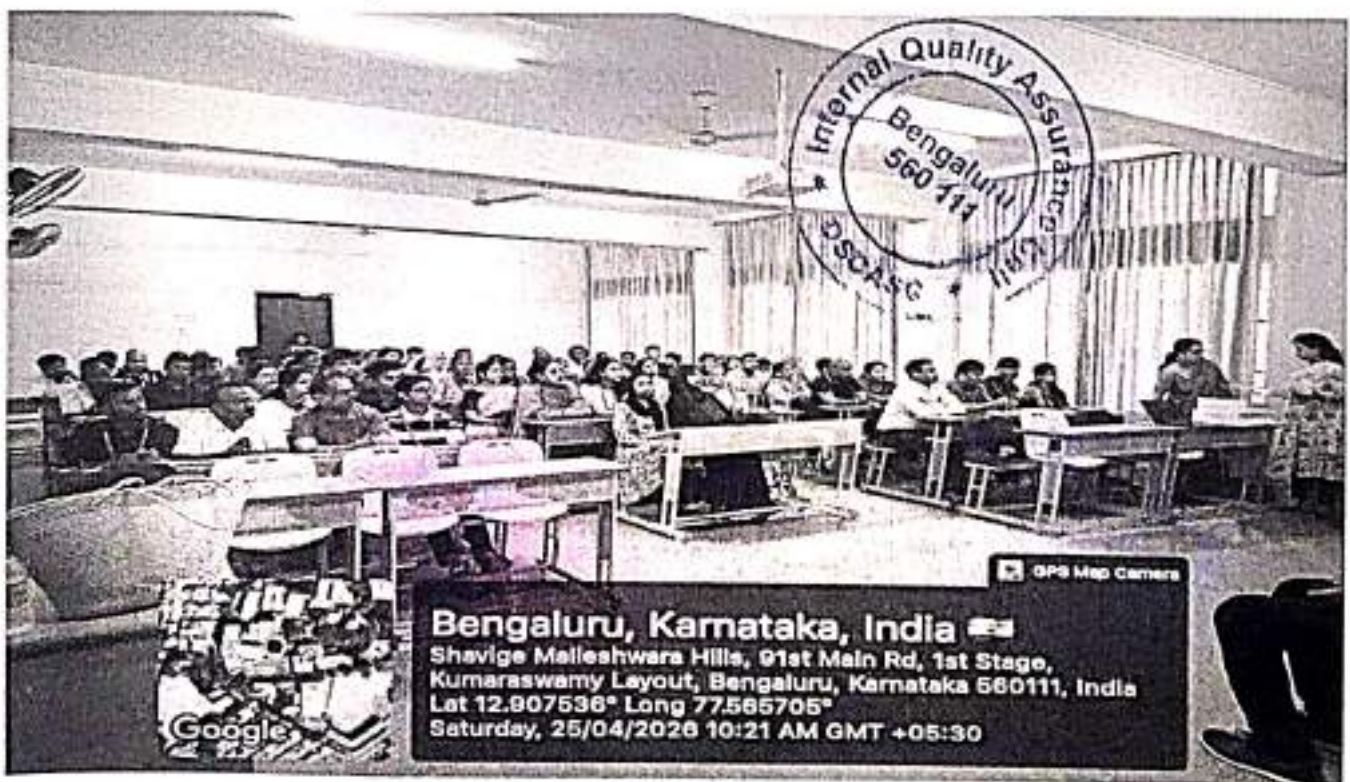 Internal Quality Assurance Cell
Bengaluru
560 111
* DSCASC *
GPS Map Camera
Bengaluru, Karnataka, India
Shavige Malleshwara Hills, 91st Main Rd, 1st Stage,
Kumaraswamy Layout, Bengaluru, Karnataka 560111, India
Lat 12.907536° Long 77.565705°
Saturday, 25/04/2026 10:21 AM GMT +05:30
Google